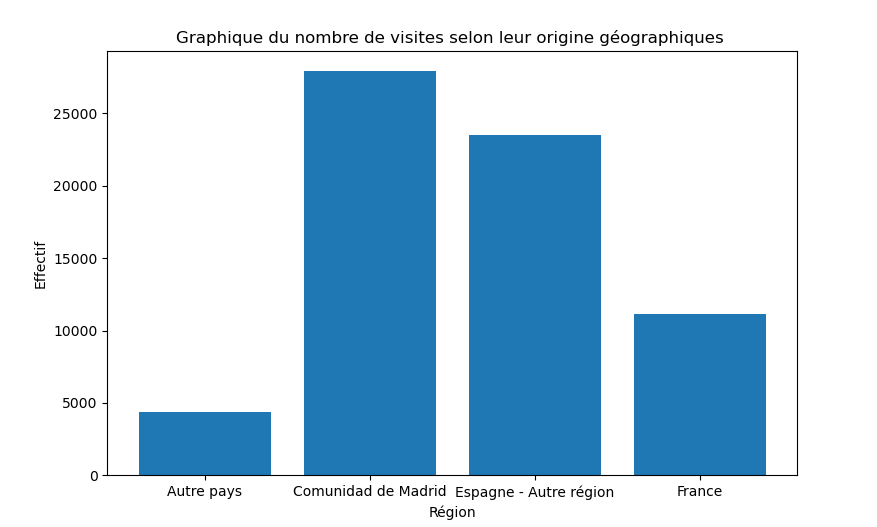 Graphique du nombre de visites selon leur origine géographiques
25000
20000
15000
10000
5000
0
Effectif
Autre pays Comunidad de Madrid Espagne - Autre région France
Région